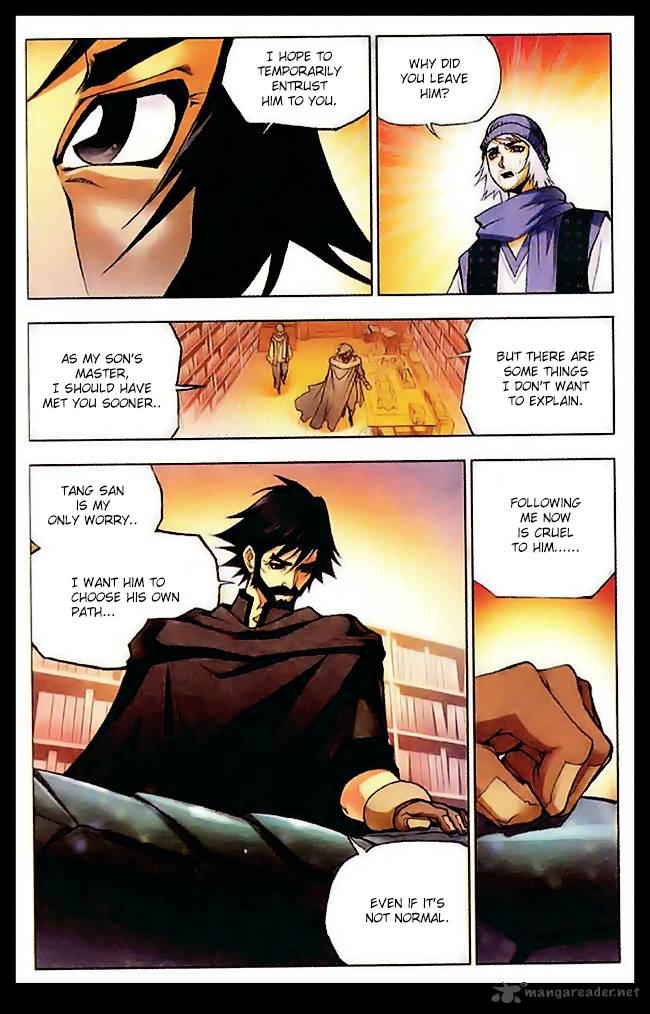 I HOPE TO
TEMPORARILY
ENTRUST
HIM TO YOU.
WHY DID
YOU LEAVE
HIM?
AS MY SON'S
MASTER,
I SHOULD HAVE
MET YOU SOONER..
BUT THERE ARE
SOME THINGS
I DON'T WANT
TO EXPLAIN.
TANG SAN
IS MY
ONLY WORRY..
I WANT HIM TO
CHOOSE HIS OWN
PATH...
EVEN IF IT'S
NOT NORMAL.
FOLLOWING
ME NOW
IS CRUEL
TO HIM......
mangareader.net